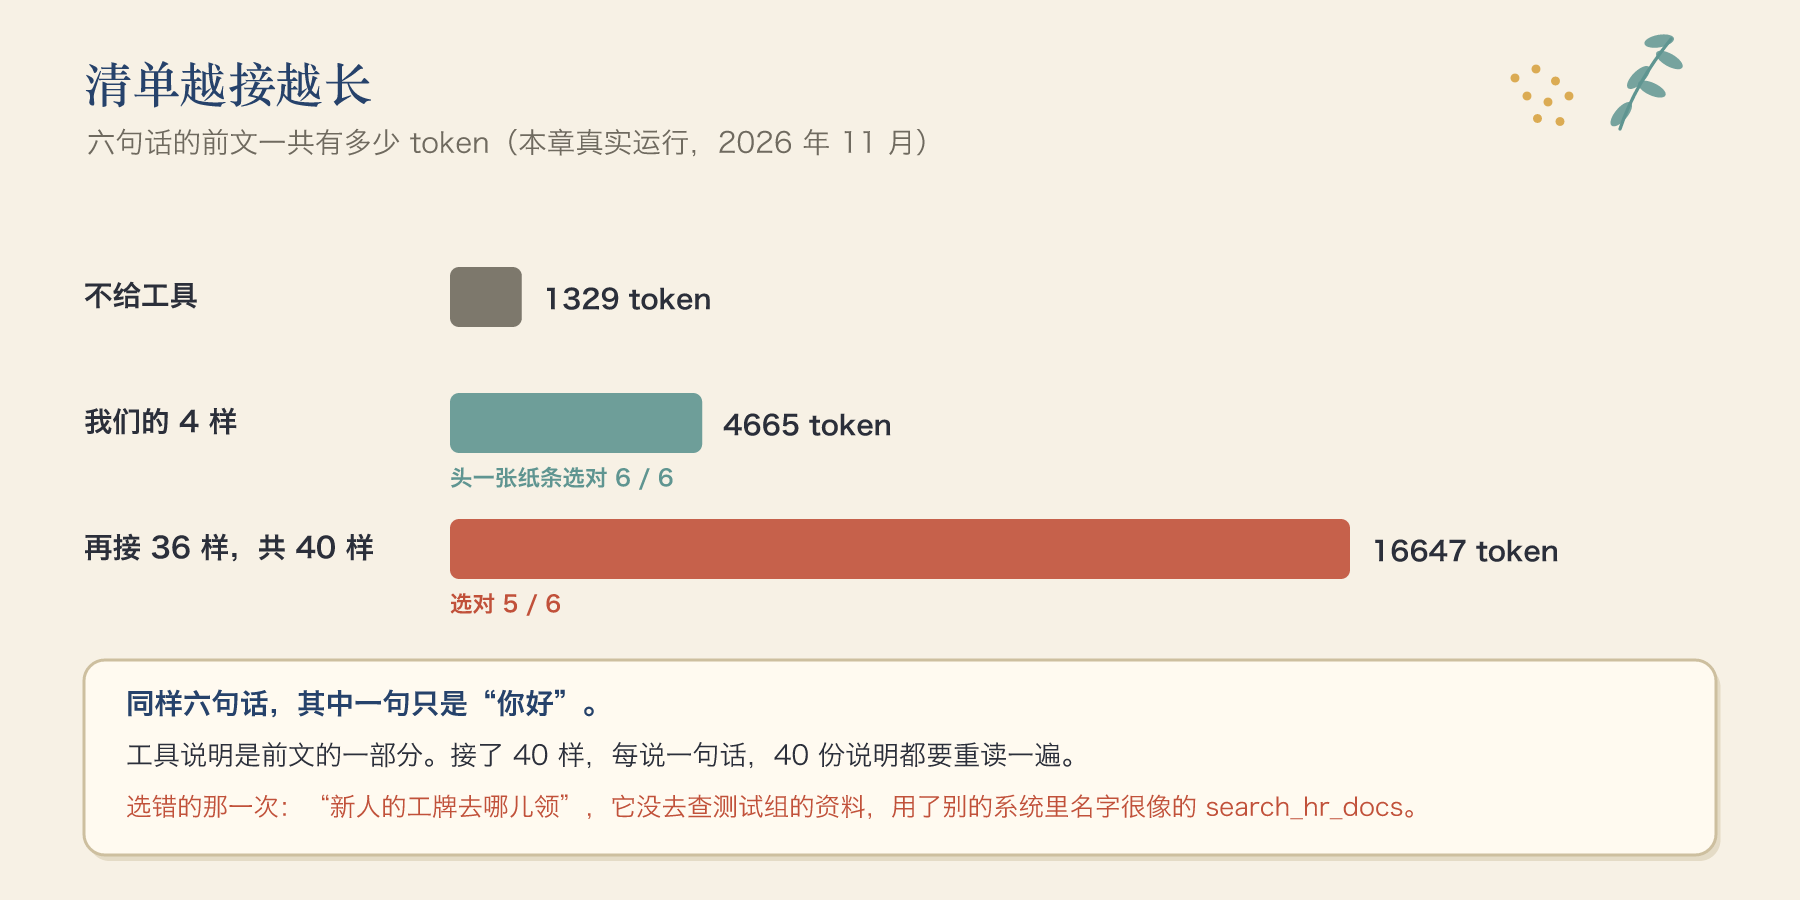 清单越接越长
六句话的前文一共有多少 token（本章真实运行，2026 年 11 月）
不给工具
1329 token
我们的 4 样
4665 token
头一张纸条选对 6 / 6
再接 36 样，共 40 样
16647 token
选对 5 / 6
同样六句话，其中一句只是“你好”。
工具说明是前文的一部分。接了 40 样，每说一句话，40 份说明都要重读一遍。
选错的那一次：“新人的工牌去哪儿领”，它没去查测试组的资料，用了别的系统里名字很像的 search_hr_docs。